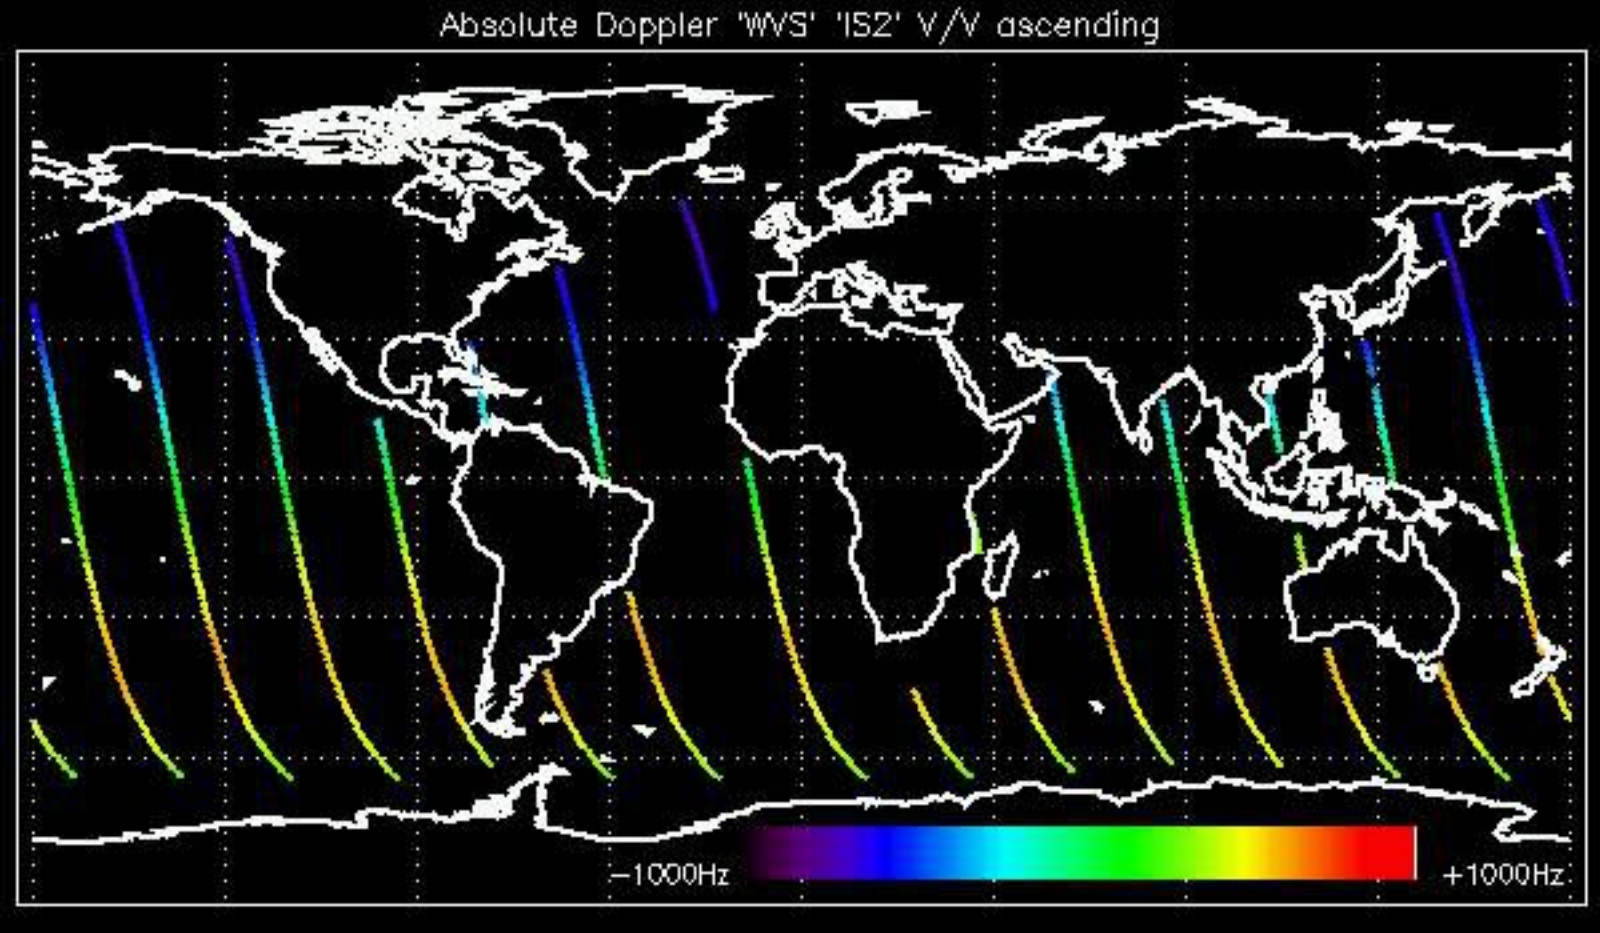 Absolute Doppler 'WVS' 'IS2' V/V ascending
−1000Hz
+1000Hz